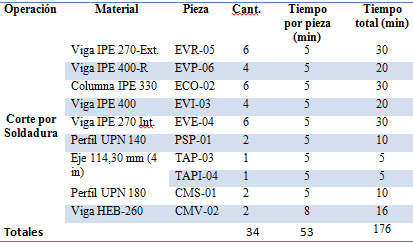 Operación Material Pieza Cant. Tiempo por pieza (min) Tiempo total (min)
Corte por Soldadura
Viga IPE 270-Ext. EVR-05 6 5 30
Viga IPE 400-R EVP-06 4 5 20
Columna IPE 330 ECO-02 6 5 30
Viga IPE 400 EVI-03 4 5 20
Viga IPE 270 Int. EVE-04 6 5 30
Perfil UPN 140 PSP-01 2 5 10
Eje 114,30 mm (4 in) TAP-03 1 5 5
TAPI-04 1 5 5
Perfil UPN 180 CMS-01 2 5 10
Viga HEB-260 CMV-02 2 8 16
Totales 34 53 176